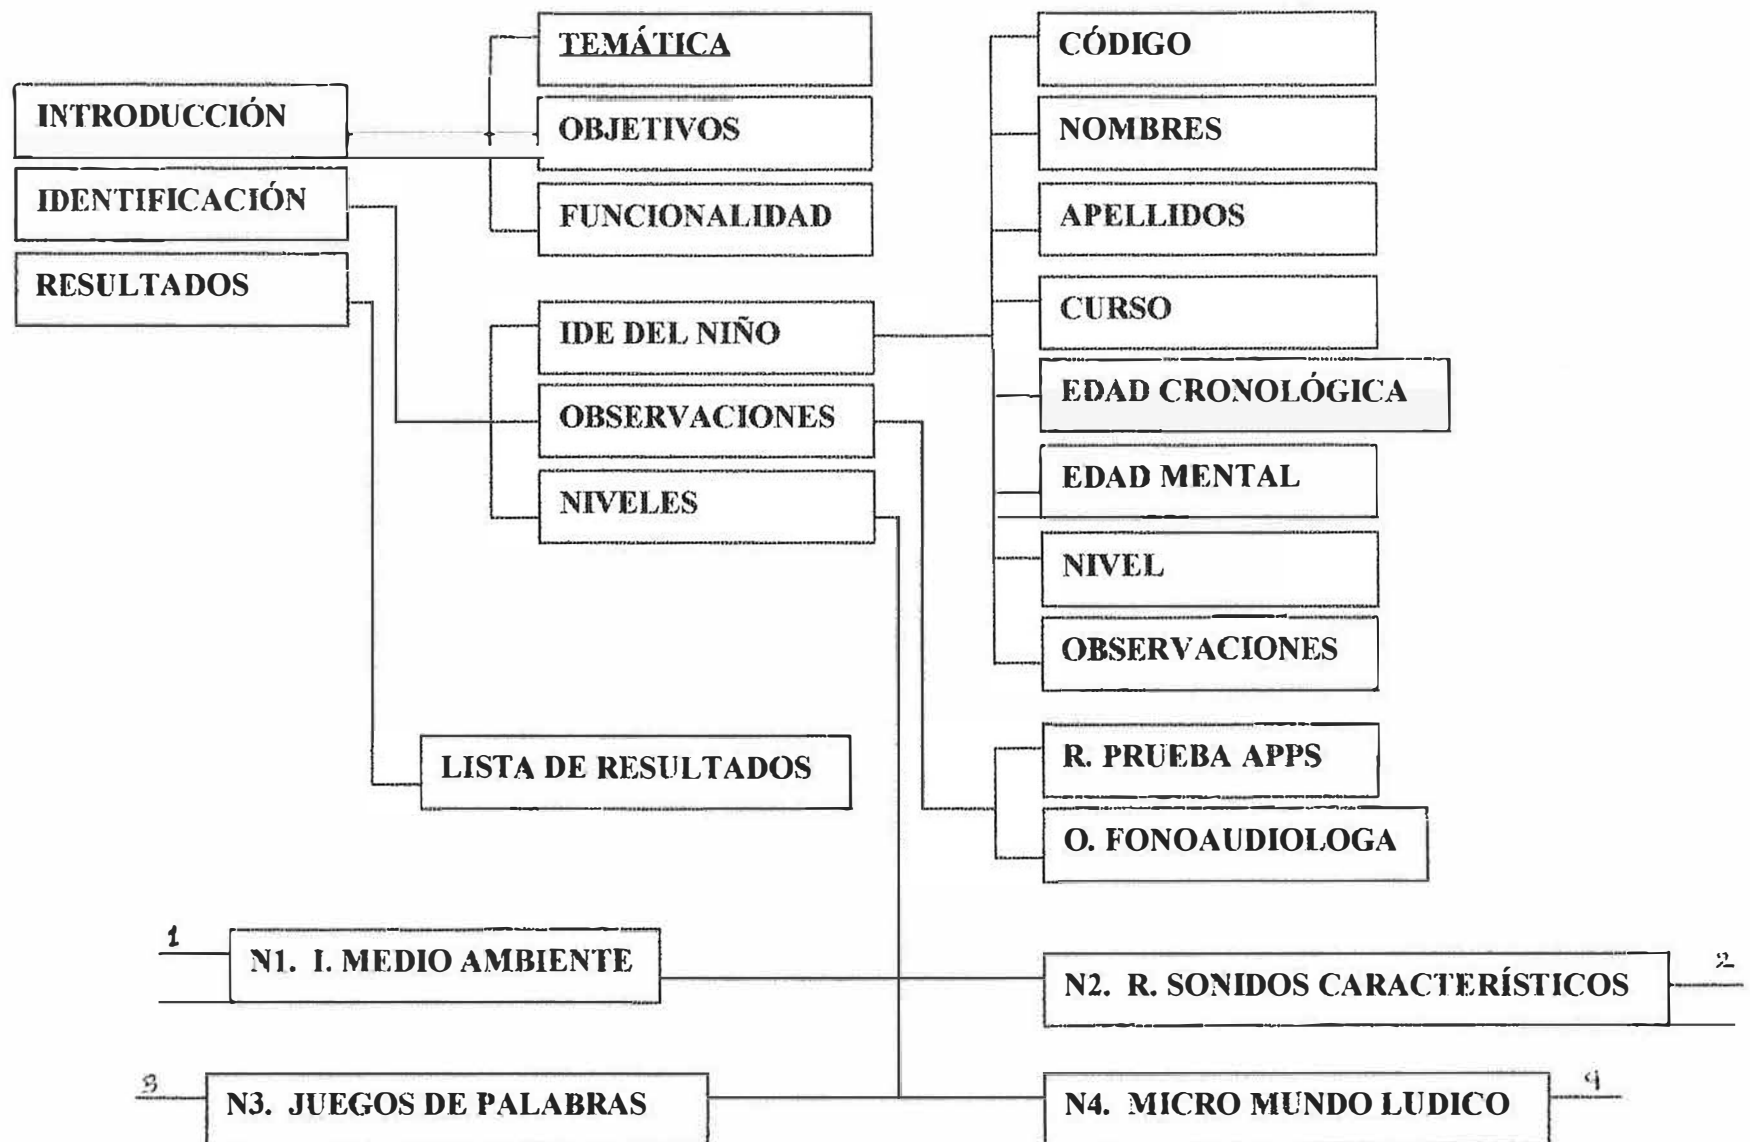 INTRODUCCIÓN
IDENTIFICACIÓN
RESULTADOS
TEMÁTICA
OBJETIVOS
FUNCIONALIDAD
IDE DEL NIÑO
OBSERVACIONES
NIVELES
CÓDIGO
NOMBRES
APELLIDOS
CURSO
EDAD CRONOLÓGICA
EDAD MENTAL
NIVEL
OBSERVACIONES
LISTA DE RESULTADOS
R. PRUEBA APPS
O. FONOAUDIOLOGA
1
N1. I. MEDIO AMBIENTE
N2. R. SONIDOS CARACTERÍSTICOS
2
3
N3. JUEGOS DE PALABRAS
N4. MICRO MUNDO LUDICO
4